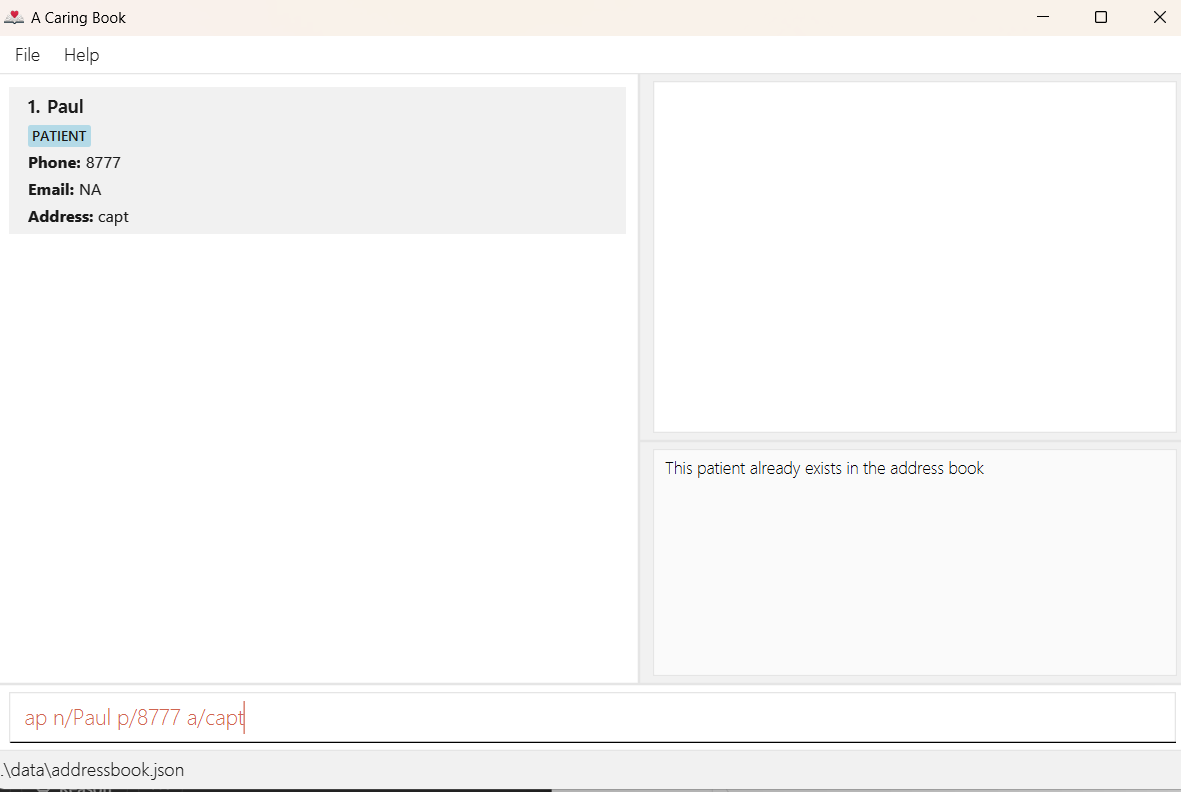 A Caring Book
File Help
1. Paul
PATIENT
Phone: 8777
Email: NA
Address: capt
This patient already exists in the address book
ap n/Paul p/8777 a/capt
.\data\addressbook.json